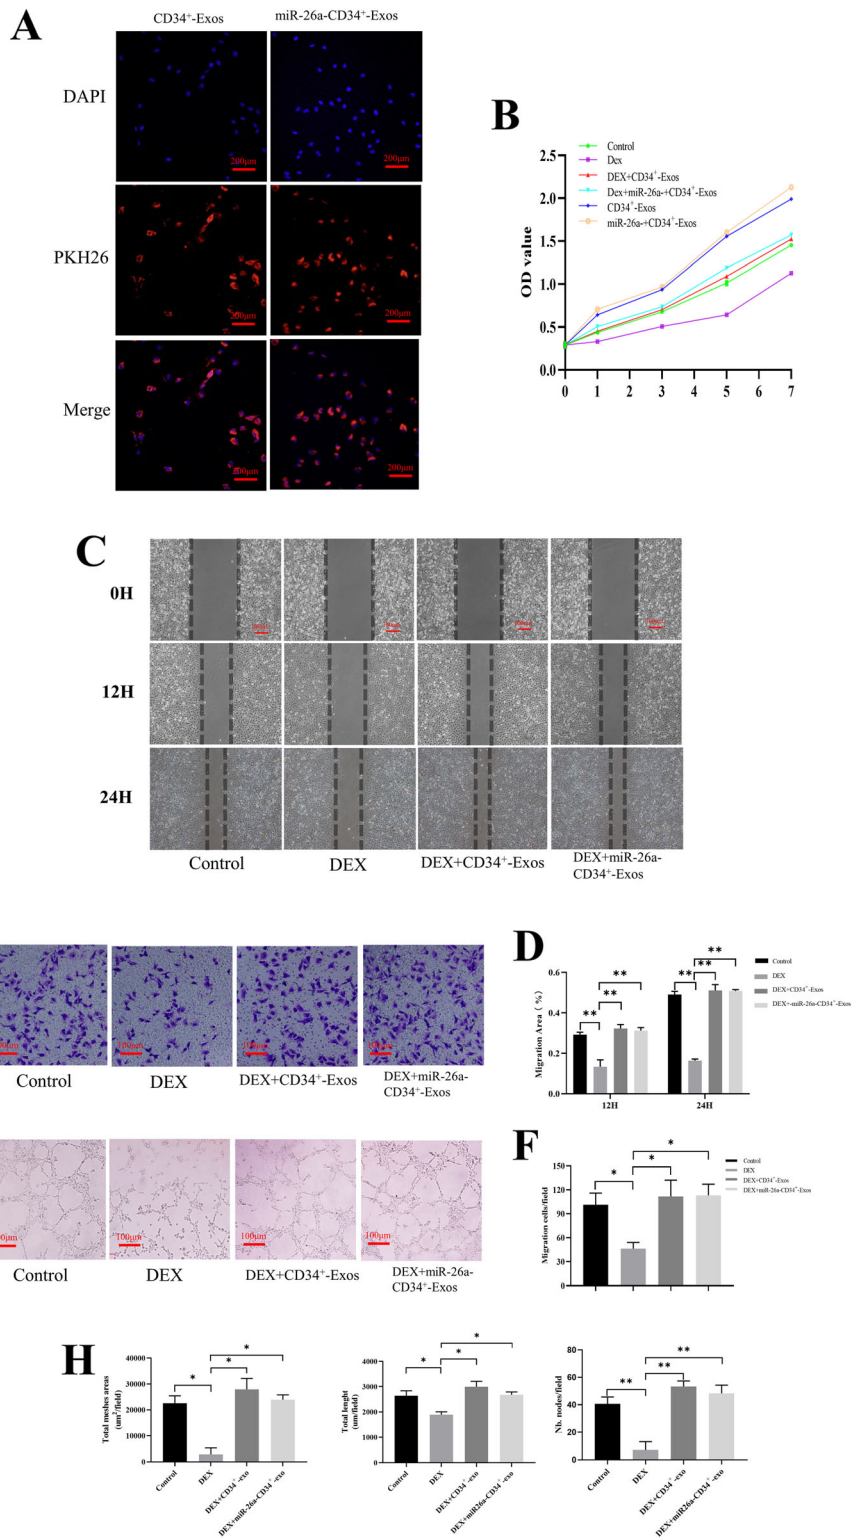 A
CD34⁺-Exos
miR-26a-CD34⁺-Exos
DAPI
200μm
200μm
PKH26
200μm
200μm
Merge
200μm
200μm
B
Control
Dex
DEX+CD34⁺-Exos
Dex+miR-26a-+CD34⁺-Exos
CD34⁺-Exos
miR-26a-+CD34⁺-Exos
OD value
2.5
2.0
1.5
1.0
0.5
0.0
0 1 2 3 4 5 6 7
C
0H
12H
24H
Control
DEX
DEX+CD34⁺-Exos
DEX+miR-26a-
CD34⁺-Exos
100μm
100μm
100μm
Control
DEX
DEX+CD34⁺-Exos
DEX+miR-26a-
CD34⁺-Exos
D
Control
DEX
DEX+CD34⁺-Exos
DEX+-miR-26a-CD34⁺-Exos
Migration Area ( %)
0.6
0.4
0.2
0.0
** ** **
** ** **
12H
24H
100μm
100μm
100μm
Control
DEX
DEX+CD34⁺-Exos
DEX+miR-26a-
CD34⁺-Exos
F
Control
DEX
DEX+CD34⁺-Exos
DEX+miR-26a-CD34⁺-Exos
Migration cells/field
150
120
90
60
30
0
* * *
H
Total meshes areas
(um²/field)
40000
30000
20000
10000
0
* * *
Control
DEX
DEX+CD34⁺-exo
DEX+miR-26a-CD34⁺-exo
Total lenght
(um/field)
4000
3000
2000
1000
0
* * *
Control
DEX
DEX+CD34⁺-exo
DEX+miR26a-CD34⁺-exo
Nb. nodes/field
80
60
40
20
0
** ** **
Control
DEX
DEX+CD34⁺-exo
DEX+miR26a-CD34⁺-exo